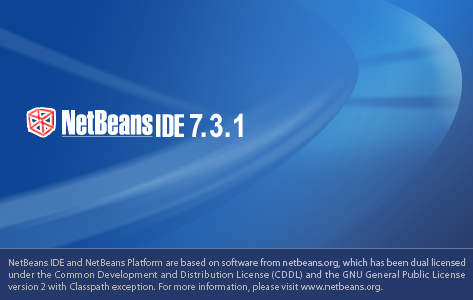 NetBeans IDE 7.3.1
NetBeans IDE and NetBeans Platform are based on software from netbeans.org, which has been dual licensed
under the Common Development and Distribution License (CDDL) and the GNU General Public License
version 2 with Classpath exception. For more information, please visit www.netbeans.org.